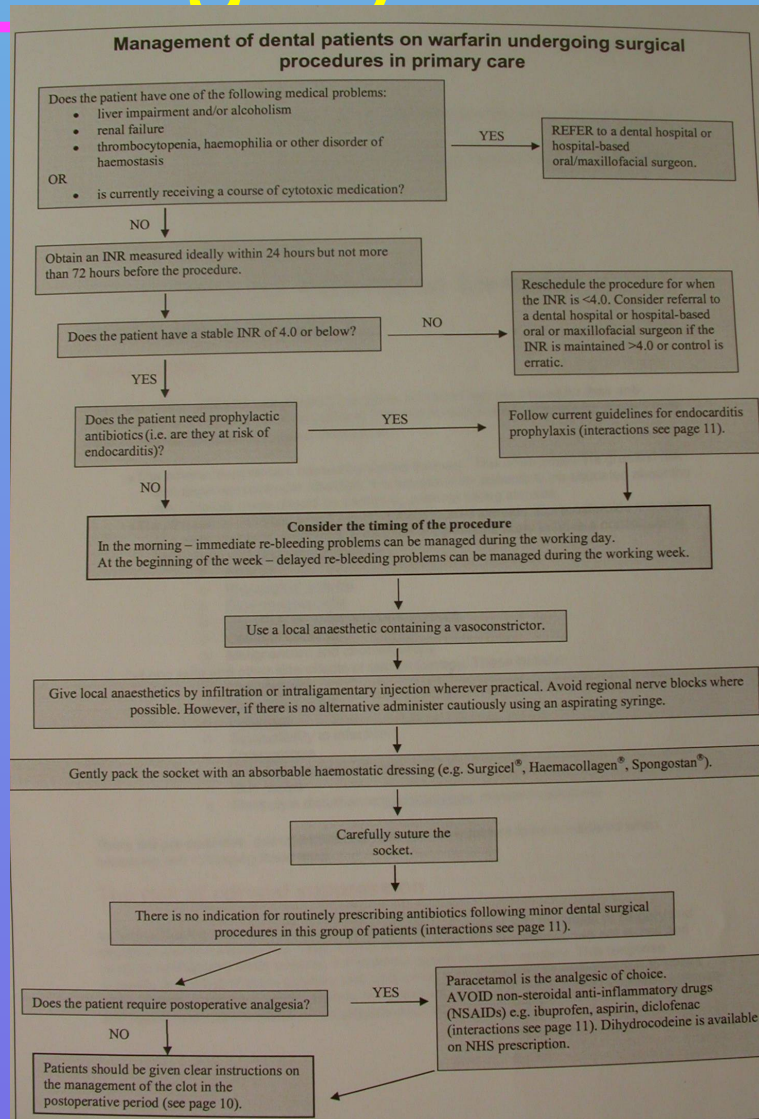 Management of dental patients on warfarin undergoing surgical
procedures in primary care
Does the patient have one of the following medical problems:
• liver impairment and/or alcoholism
• renal failure
• thrombocytopenia, haemophilia or other disorder of
haemostasis
OR
• is currently receiving a course of cytotoxic medication?
YES
REFER to a dental hospital or
hospital-based
oral/maxillofacial surgeon.
NO
Obtain an INR measured ideally within 24 hours but not more
than 72 hours before the procedure.
Does the patient have a stable INR of 4.0 or below?
NO
Reschedule the procedure for when
the INR is <4.0. Consider referral to
a dental hospital or hospital-based
oral or maxillofacial surgeon if the
INR is maintained >4.0 or control is
erratic.
YES
Does the patient need prophylactic
antibiotics (i.e. are they at risk of
endocarditis)?
YES
Follow current guidelines for endocarditis
prophylaxis (interactions see page 11).
NO
Consider the timing of the procedure
In the morning – immediate re-bleeding problems can be managed during the working day.
At the beginning of the week – delayed re-bleeding problems can be managed during the working week.
Use a local anaesthetic containing a vasoconstrictor.
Give local anaesthetics by infiltration or intraligamentary injection wherever practical. Avoid regional nerve blocks where
possible. However, if there is no alternative administer cautiously using an aspirating syringe.
Gently pack the socket with an absorbable haemostatic dressing (e.g. Surgicel®, Haemacollagen®, Spongostan®).
Carefully suture the
socket.
There is no indication for routinely prescribing antibiotics following minor dental surgical
procedures in this group of patients (interactions see page 11).
Does the patient require postoperative analgesia?
YES
Paracetamol is the analgesic of choice.
AVOID non-steroidal anti-inflammatory drugs
(NSAIDs) e.g. ibuprofen, aspirin, diclofenac
(interactions see page 11). Dihydrocodeine is available
on NHS prescription.
NO
Patients should be given clear instructions on
the management of the clot in the
postoperative period (see page 10).